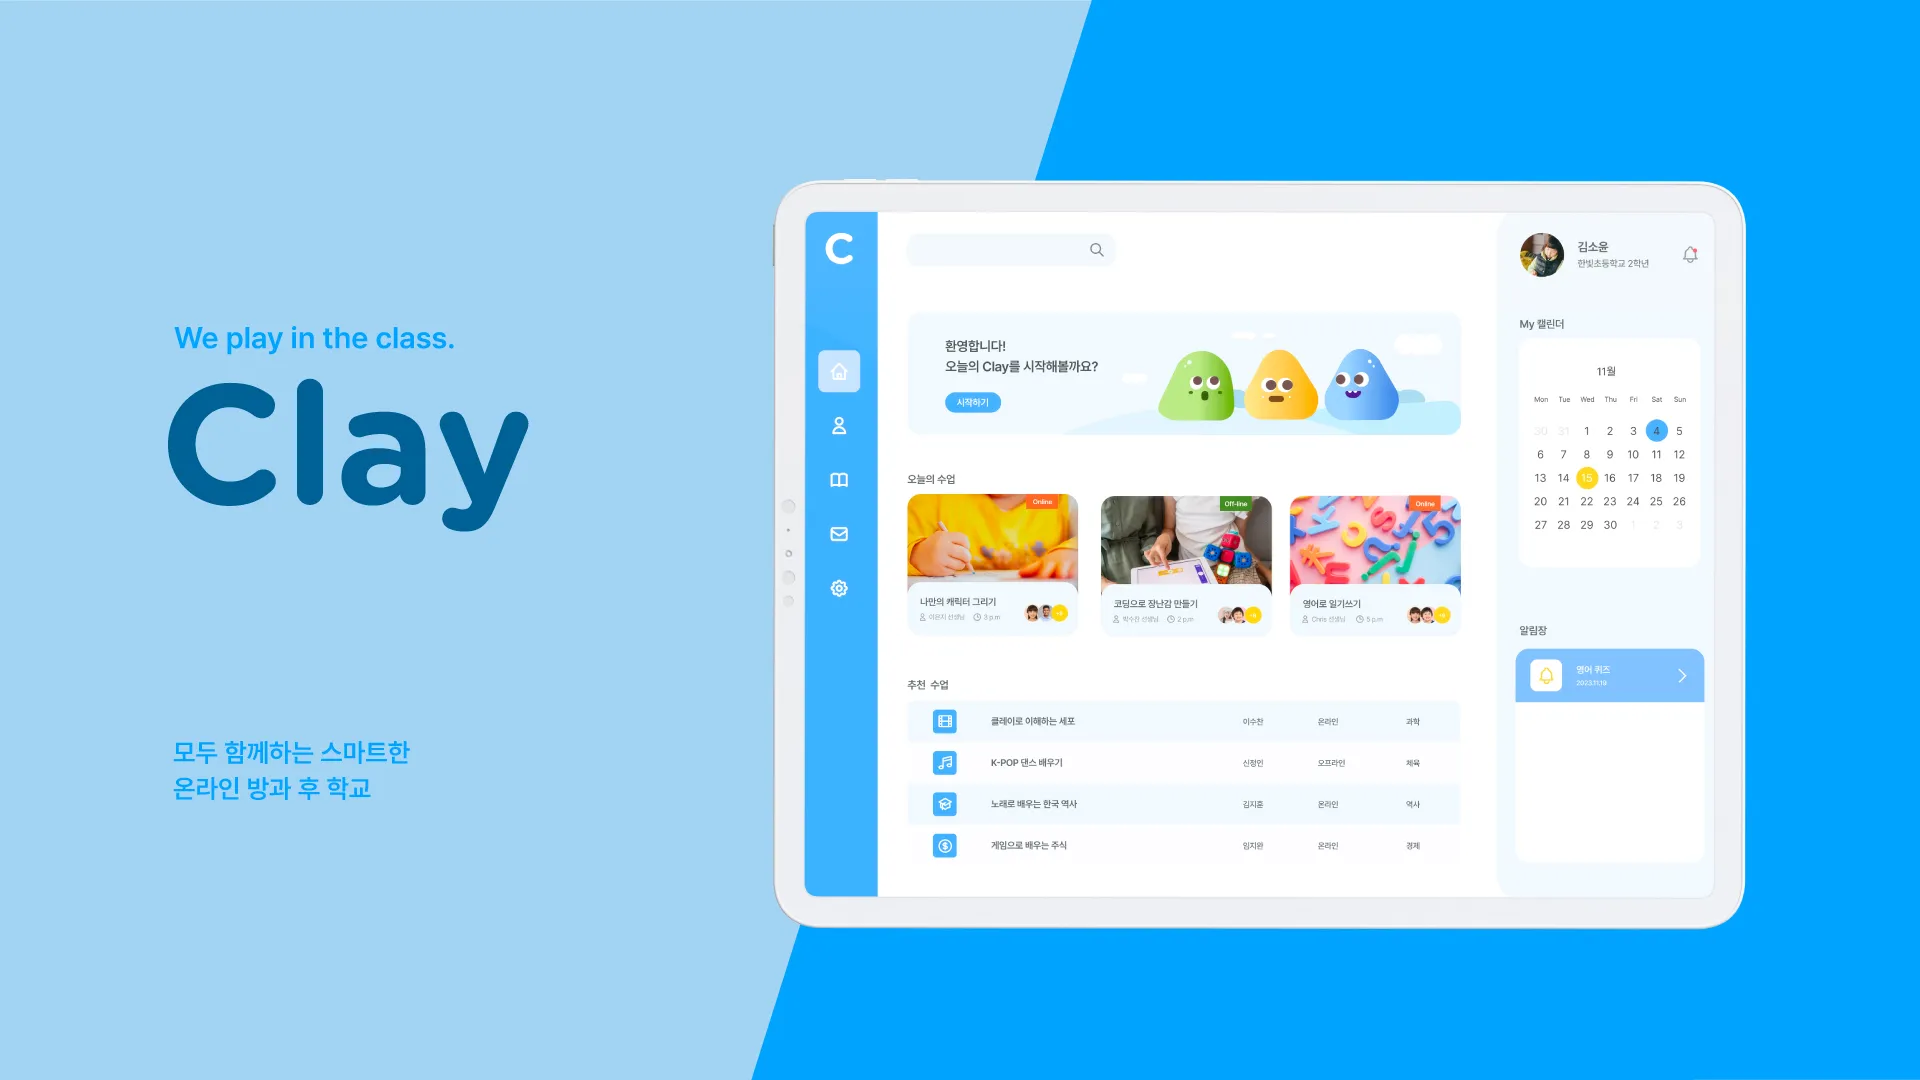 We play in the class.
Clay
모두 함께하는 스마트한
온라인 방과 후 학교
C
환영합니다!
오늘의 Clay를 시작해볼까요?
시작하기
오늘의 수업
Online
나만의 캐릭터 그리기
이은지 선생님 3 p.m
Off-line
코딩으로 장난감 만들기
박수진 선생님 2 p.m
Online
영어로 일기쓰기
Chris 선생님 5 p.m
추천 수업
클레이로 이해하는 세포 이수찬 온라인 과학
K-POP 댄스 배우기 신정인 오프라인 체육
노래로 배우는 한국 역사 김지훈 온라인 역사
게임으로 배우는 주식 임지완 온라인 경제
김소윤
한빛초등학교 2학년
My 캘린더
11월
Mon Tue Wed Thu Fri Sat Sun
30 31 1 2 3 4 5
6 7 8 9 10 11 12
13 14 15 16 17 18 19
20 21 22 23 24 25 26
27 28 29 30 1 2 3
알림장
영어 퀴즈